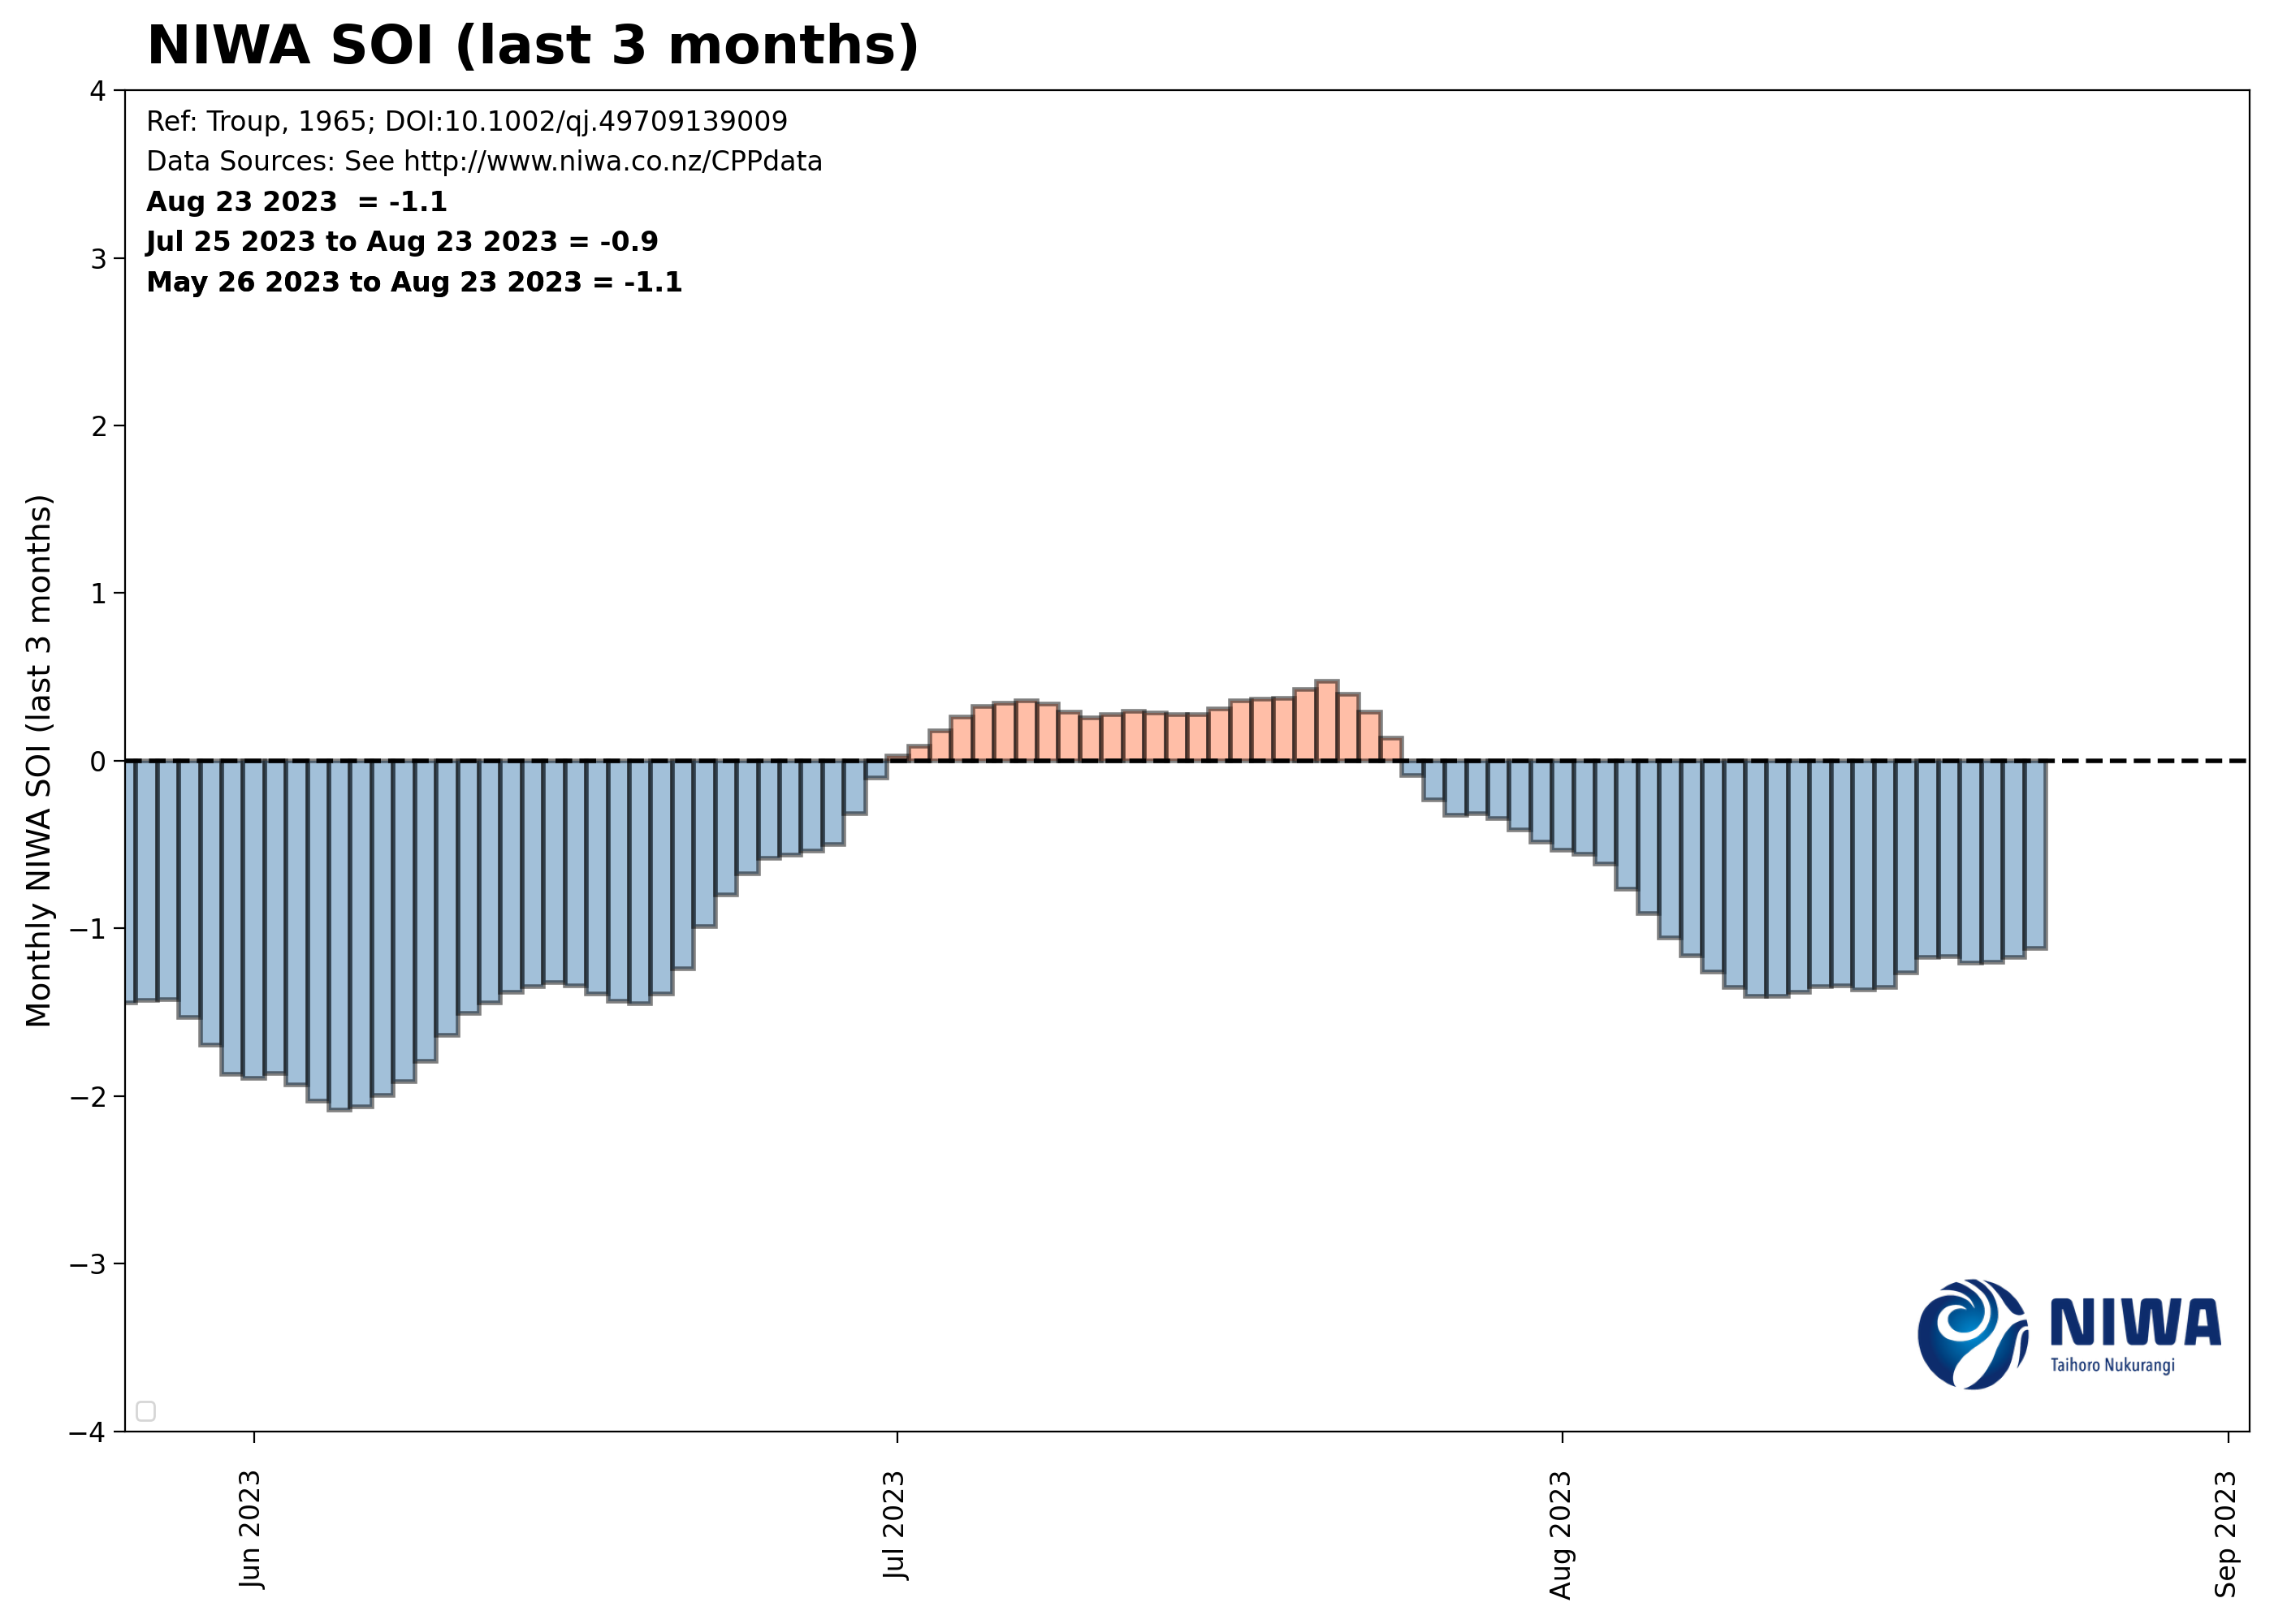 NIWA SOI (last 3 months)
Ref: Troup, 1965; DOI:10.1002/qj.49709139009
Data Sources: See http://www.niwa.co.nz/CPPdata
Aug 23 2023  = -1.1
Jul 25 2023 to Aug 23 2023 = -0.9
May 26 2023 to Aug 23 2023 = -1.1
Monthly NIWA SOI (last 3 months)
4
3
2
1
0
−1
−2
−3
−4
NIWA
Taihoro Nukurangi
Jun 2023
Jul 2023
Aug 2023
Sep 2023